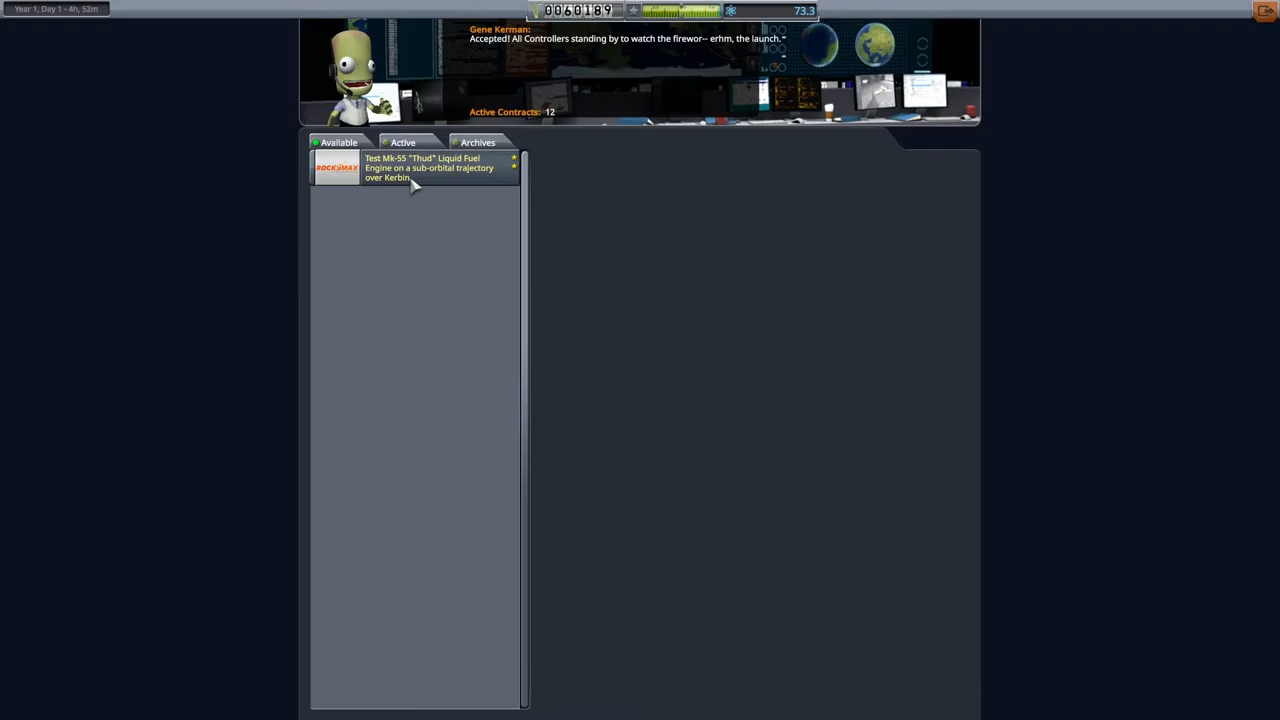 Year 1, Day 1 - 4h, 52m
0060189
73.3
Gene Kerman:
Accepted! All Controllers standing by to watch the firewor-- erhm, the launch."
Active Contracts: 12
Available
Active
Archives
ROCKOMAX
Test Mk-55 "Thud" Liquid Fuel
Engine on a sub-orbital trajectory
over Kerbin.